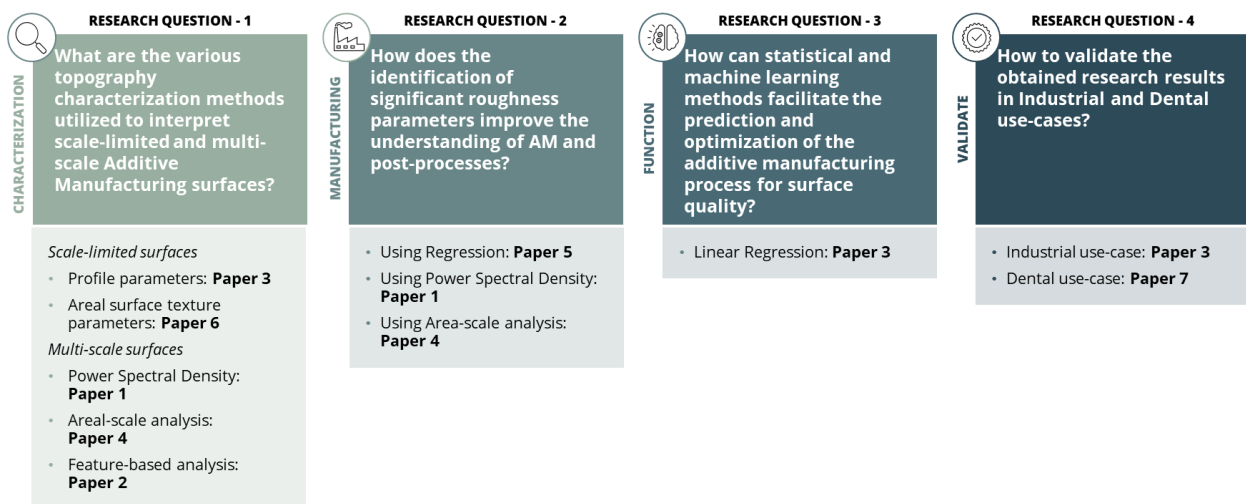 RESEARCH QUESTION - 1
CHARACTERIZATION
What are the various
topography
characterization methods
utilized to interpret
scale-limited and multi-
scale Additive
Manufacturing surfaces?
Scale-limited surfaces
• Profile parameters: Paper 3
• Areal surface texture
parameters: Paper 6
Multi-scale surfaces
• Power Spectral Density:
Paper 1
• Areal-scale analysis:
Paper 4
• Feature-based analysis:
Paper 2
RESEARCH QUESTION - 2
MANUFACTURING
How does the
identification of
significant roughness
parameters improve the
understanding of AM and
post-processes?
• Using Regression: Paper 5
• Using Power Spectral Density:
Paper 1
• Using Area-scale analysis:
Paper 4
RESEARCH QUESTION - 3
FUNCTION
How can statistical and
machine learning
methods facilitate the
prediction and
optimization of the
additive manufacturing
process for surface
quality?
• Linear Regression: Paper 3
RESEARCH QUESTION - 4
VALIDATE
How to validate the
obtained research results
in Industrial and Dental
use-cases?
• Industrial use-case: Paper 3
• Dental use-case: Paper 7